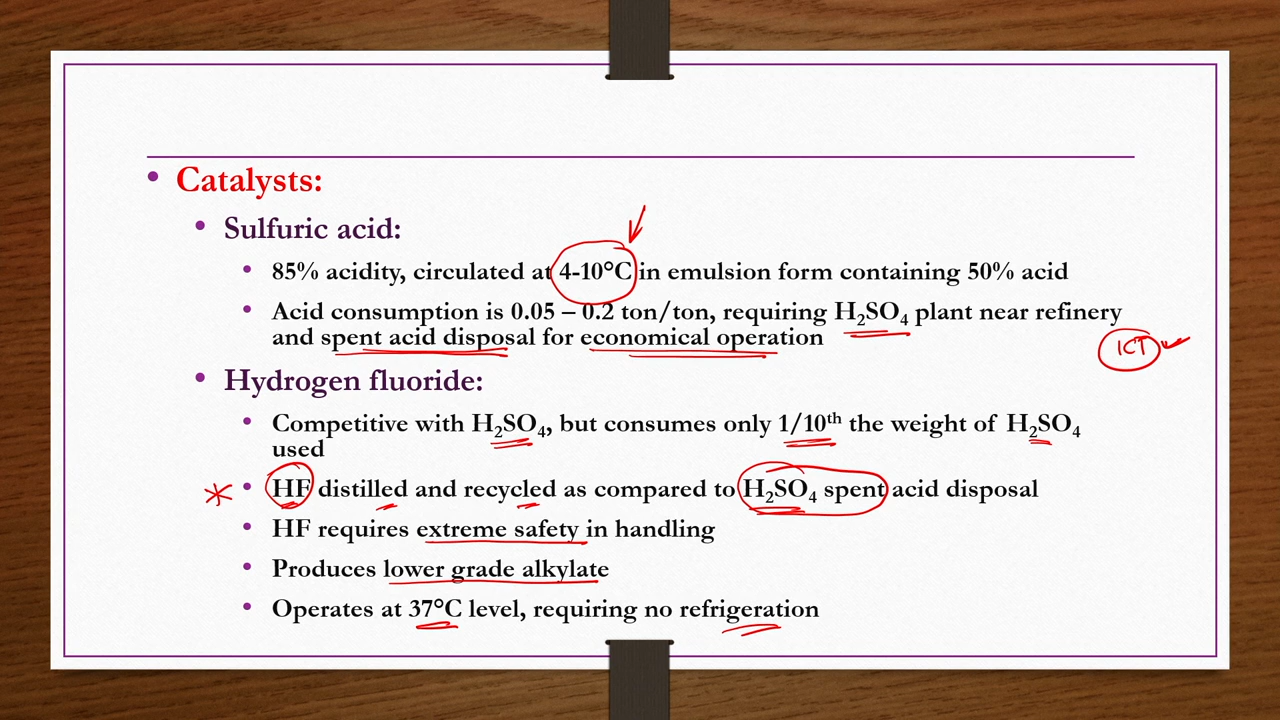 • Catalysts:
• Sulfuric acid:
• 85% acidity, circulated at 4-10°C in emulsion form containing 50% acid
• Acid consumption is 0.05 – 0.2 ton/ton, requiring H₂SO₄ plant near refinery
and spent acid disposal for economical operation
ICT
• Hydrogen fluoride:
• Competitive with H₂SO₄, but consumes only 1/10th the weight of H₂SO₄
used
• HF distilled and recycled as compared to H₂SO₄ spent acid disposal
• HF requires extreme safety in handling
• Produces lower grade alkylate
• Operates at 37°C level, requiring no refrigeration